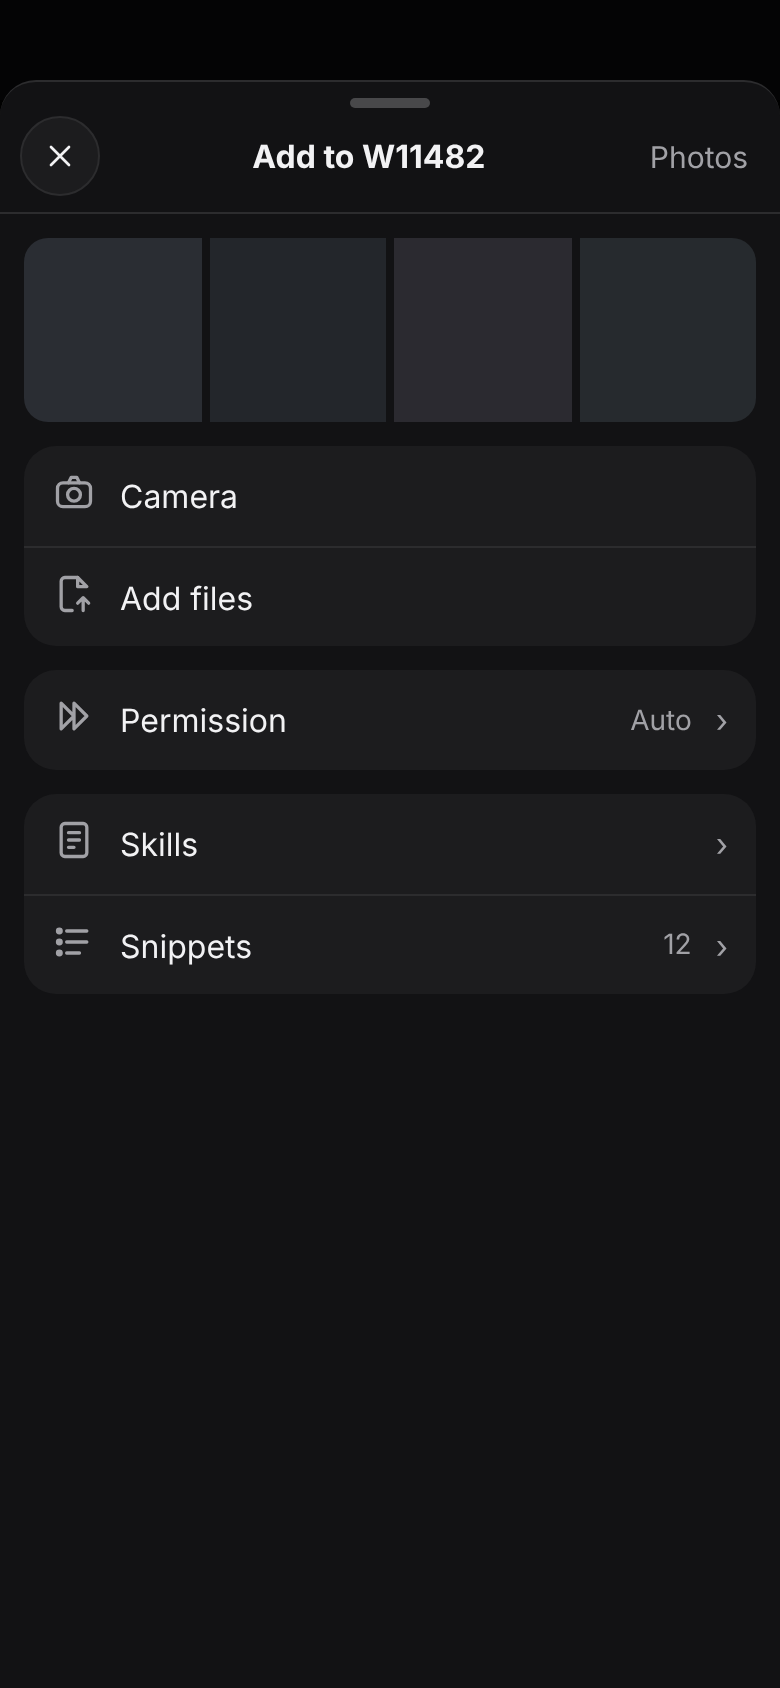 Add to W11482
Photos
Camera
Add files
Permission
Auto
Skills
Snippets
12